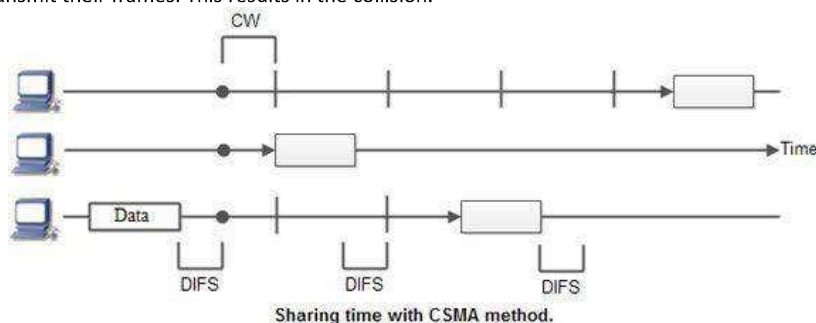 transmit their frames. This results in the collision.
CW
Time
Data
DIFS
DIFS
DIFS
Sharing time with CSMA method.